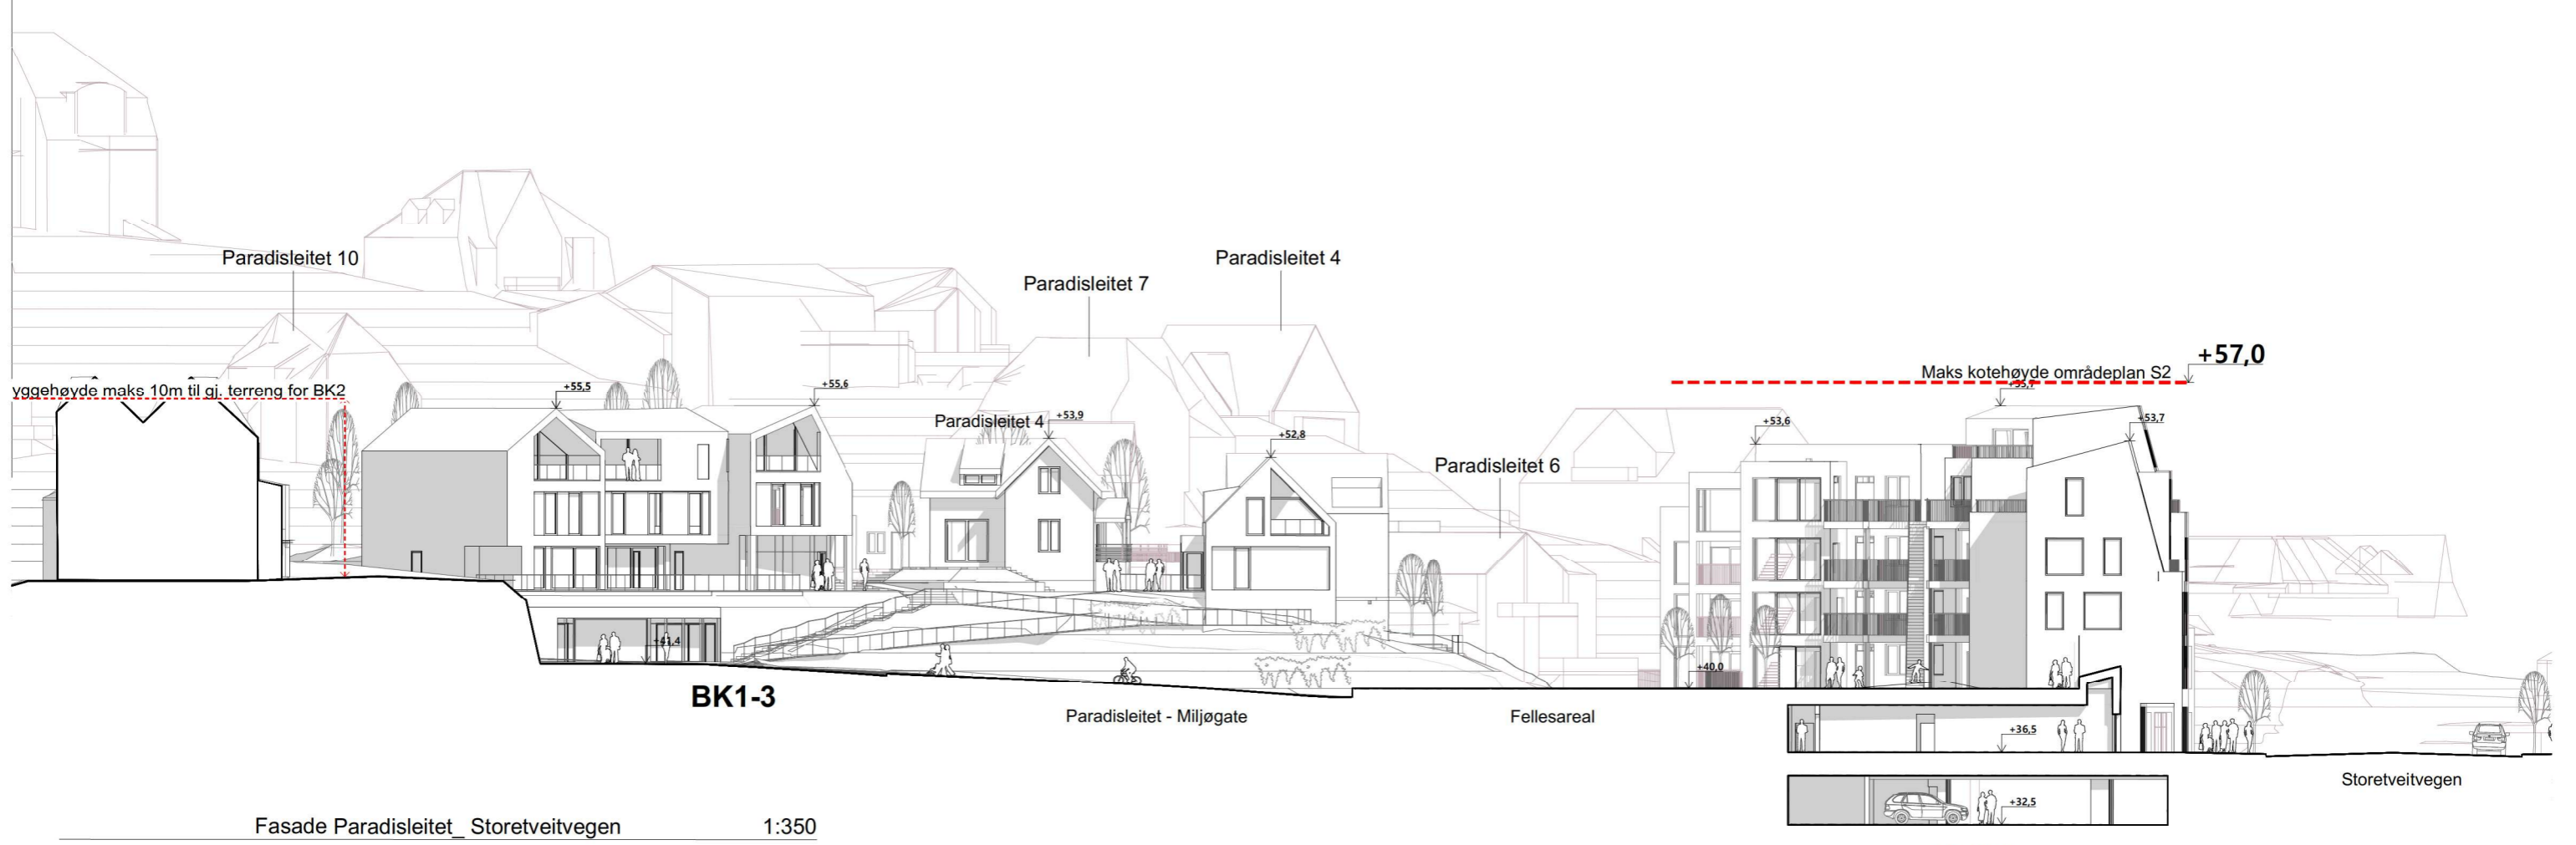 Paradisleitet 10
Paradisleitet 7
Paradisleitet 4
+57,0
Maks kotehøyde områdeplan S2
yggehøyde maks 10m til gj. terreng for BK2
+55,5
+55,6
Paradisleitet 4
+53,9
+52,8
+53,6
+53,7
Paradisleitet 6
+41,4
+40,0
BK1-3
Paradisleitet - Miljøgate
Fellesareal
+36,5
Storetveitvegen
+32,5
Fasade Paradisleitet_ Storetveitvegen 1:350